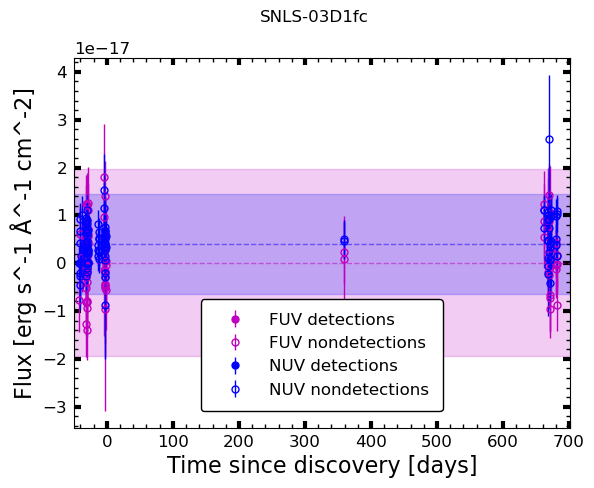 SNLS-03D1fc
1e−17
4
3
2
1
0
−1
−2
−3
Flux [erg s^-1 Å^-1 cm^-2]
FUV detections
FUV nondetections
NUV detections
NUV nondetections
0 100 200 300 400 500 600 700
Time since discovery [days]